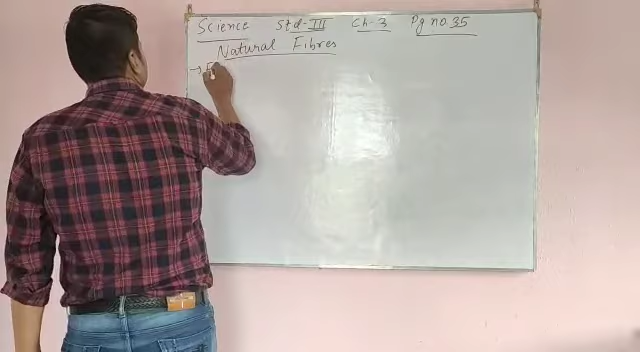 Science Std-III Ch-3 Pg no 35
Natural Fibres
→ F